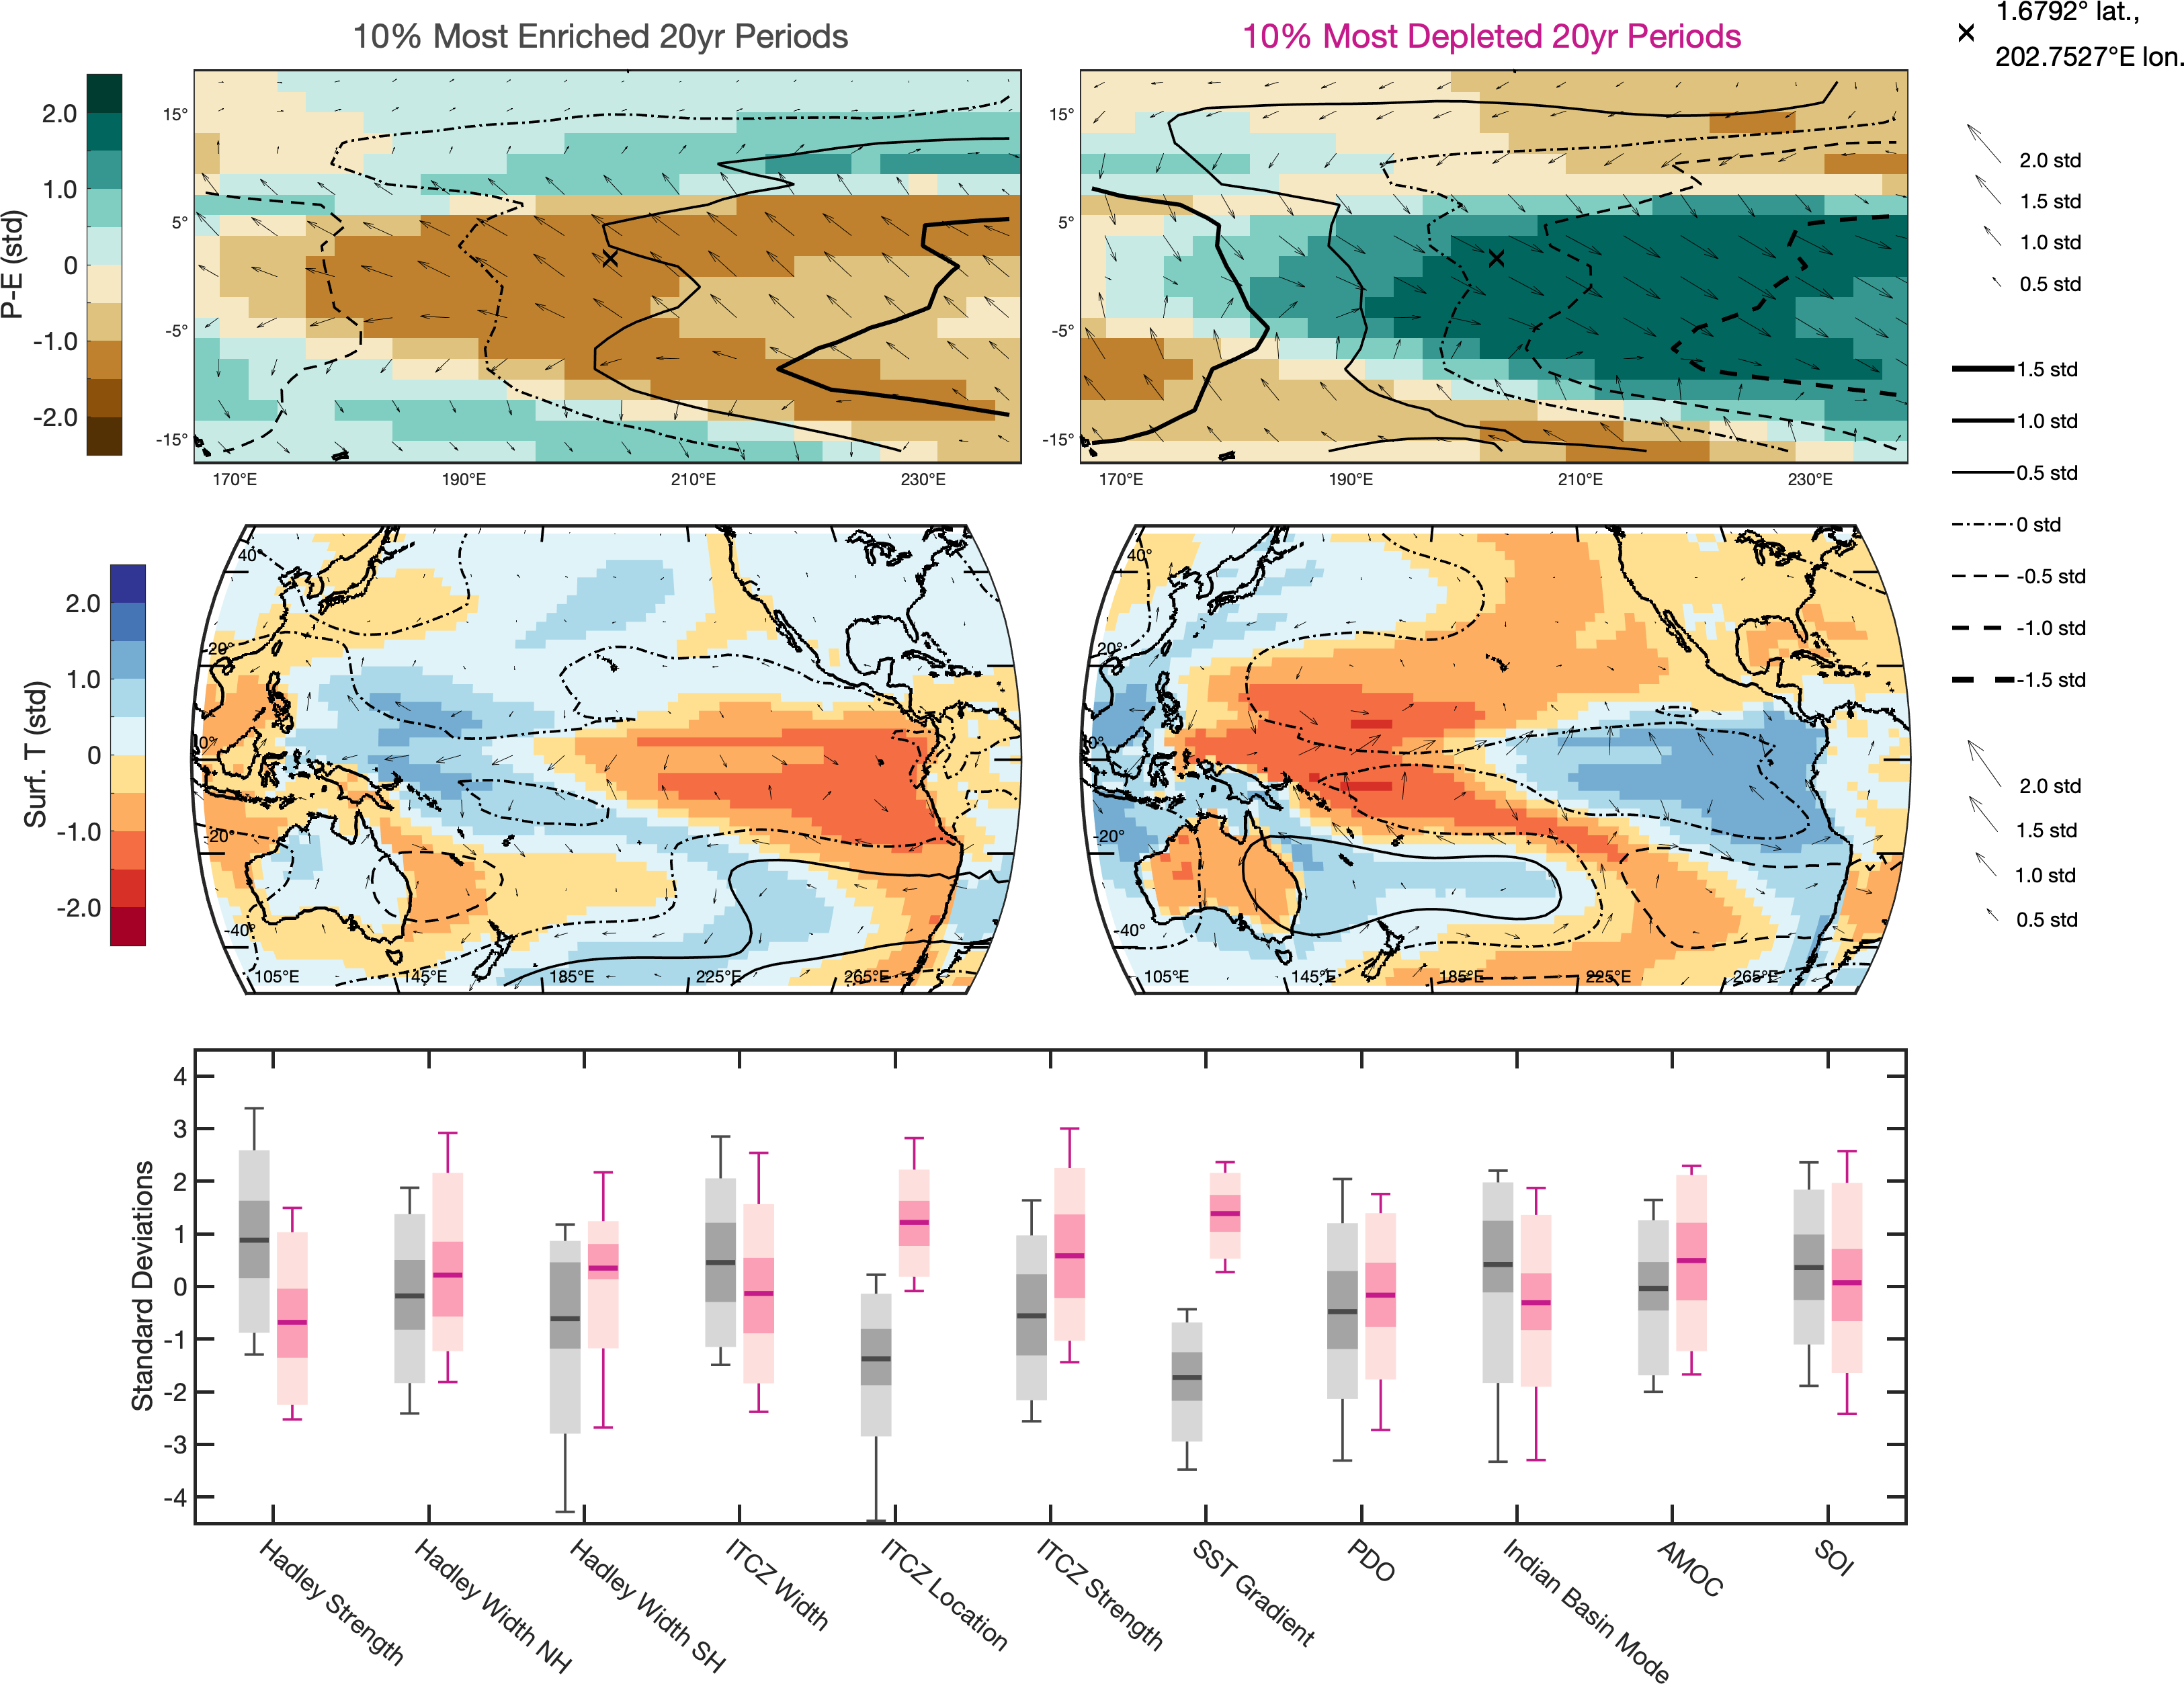 10% Most Enriched 20yr Periods
10% Most Depleted 20yr Periods
1.6792° lat.,
202.7527°E lon.
P-E (std)
2.0
1.0
0
-1.0
-2.0
15°
5°
-5°
-15°
170°E
190°E
210°E
230°E
15°
5°
-5°
-15°
170°E
190°E
210°E
230°E
2.0 std
1.5 std
1.0 std
0.5 std
1.5 std
1.0 std
0.5 std
0 std
-0.5 std
-1.0 std
-1.5 std
2.0 std
1.5 std
1.0 std
0.5 std
Surf. T (std)
2.0
1.0
0
-1.0
-2.0
40°
20°
0°
-20°
-40°
105°E
145°E
185°E
225°E
265°E
40°
20°
0°
-20°
-40°
105°E
145°E
185°E
225°E
265°E
Standard Deviations
4
3
2
1
0
-1
-2
-3
-4
Hadley Strength
Hadley Width NH
Hadley Width SH
ITCZ Width
ITCZ Location
ITCZ Strength
SST Gradient
PDO
Indian Basin Mode
AMOC
SOI